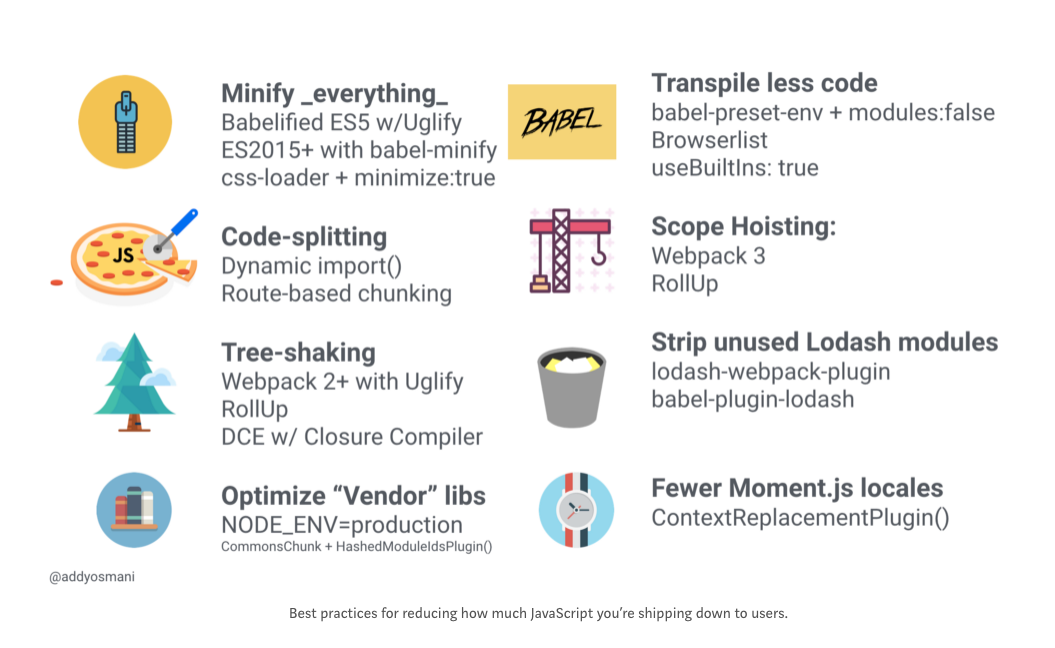 Minify _everything_
Babelified ES5 w/Uglify
ES2015+ with babel-minify
css-loader + minimize:true
JS
Code-splitting
Dynamic import()
Route-based chunking
Tree-shaking
Webpack 2+ with Uglify
RollUp
DCE w/ Closure Compiler
Optimize “Vendor” libs
NODE_ENV=production
CommonsChunk + HashedModuleIdsPlugin()
BABEL
Transpile less code
babel-preset-env + modules:false
Browserlist
useBuiltIns: true
Scope Hoisting:
Webpack 3
RollUp
Strip unused Lodash modules
lodash-webpack-plugin
babel-plugin-lodash
Fewer Moment.js locales
ContextReplacementPlugin()
@addyosmani
Best practices for reducing how much JavaScript you’re shipping down to users.